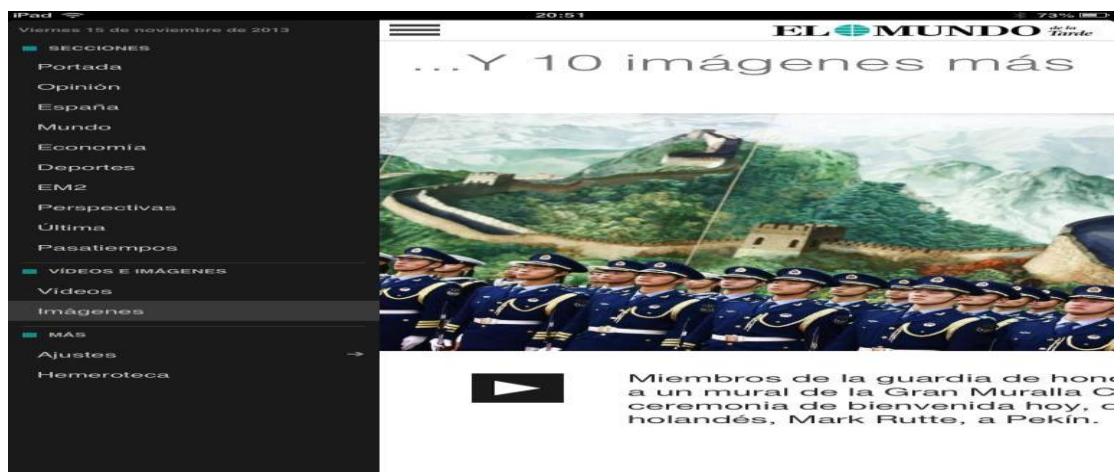 iPad 20:51 73%
Viernes 15 de noviembre de 2013
SECCIONES
Portada
Opinión
España
Mundo
Economía
Deportes
EM2
Perspectivas
Última
Pasatiempos
VÍDEOS E IMÁGENES
Vídeos
Imágenes
MÁS
Ajustes
Hemeroteca
EL MUNDO de la Tarde
...Y 10 imágenes más
Miembros de la guardia de hono
a un mural de la Gran Muralla C
ceremonia de bienvenida hoy,
holandés, Mark Rutte, a Pekín.